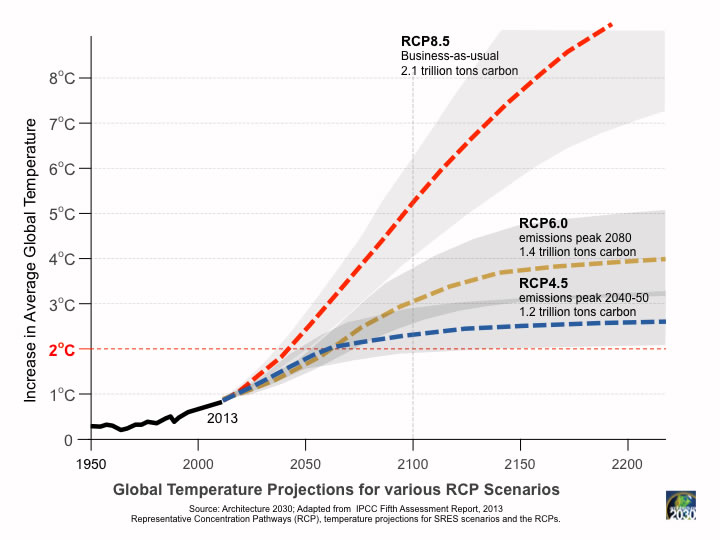 RCP8.5
Business-as-usual
2.1 trillion tons carbon
8°C
7°C
6°C
5°C
4°C
3°C
2°C
1°C
0
Increase in Average Global Temperature
RCP6.0
emissions peak 2080
1.4 trillion tons carbon
RCP4.5
emissions peak 2040-50
1.2 trillion tons carbon
2013
1950 2000 2050 2100 2150 2200
Global Temperature Projections for various RCP Scenarios
Source: Architecture 2030; Adapted from IPCC Fifth Assessment Report, 2013
Representative Concentration Pathways (RCP), temperature projections for SRES scenarios and the RCPs.
2030